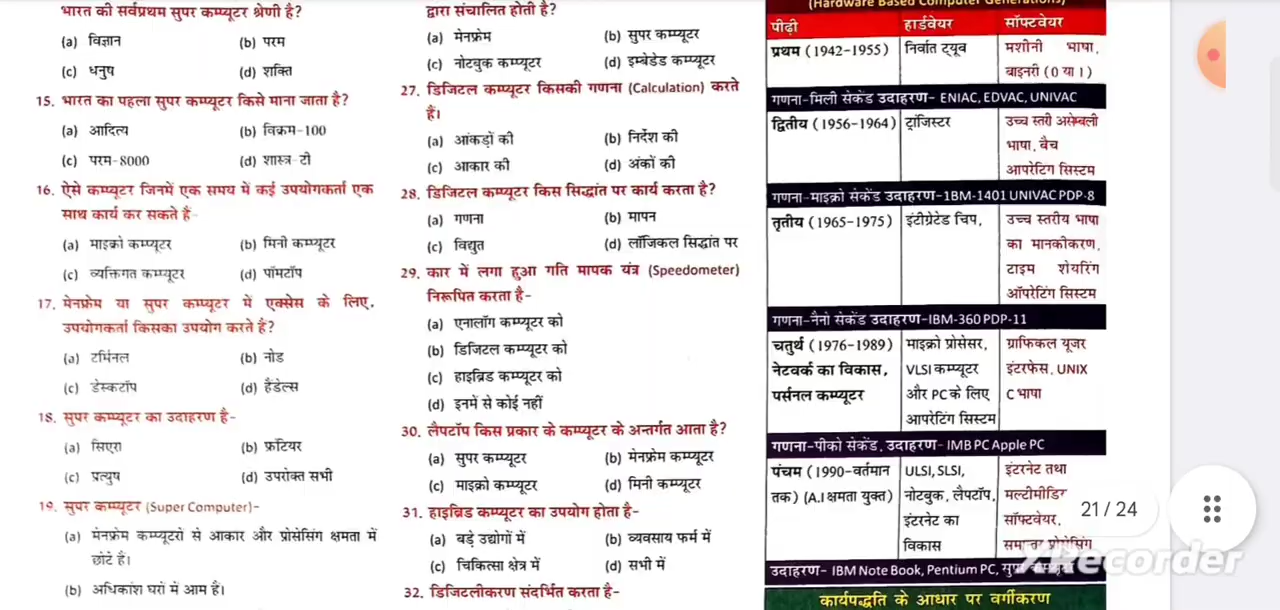 भारत की सर्वप्रथम सुपर कम्प्यूटर श्रेणी है?
(a) विज्ञान (b) परम
(c) धनुष (d) शक्ति
15. भारत का पहला सुपर कम्प्यूटर किसे माना जाता है?
(a) आदित्य (b) विक्रम-100
(c) परम-8000 (d) शास्त्र-टी
16. ऐसे कम्प्यूटर जिनमें एक समय में कई उपयोगकर्ता एक
साथ कार्य कर सकते हैं-
(a) माइक्रो कम्प्यूटर (b) मिनी कम्प्यूटर
(c) व्यक्तिगत कम्प्यूटर (d) पॉमटॉप
17. मेनफ्रेम या सुपर कम्प्यूटर में एक्सेस के लिए,
उपयोगकर्ता किसका उपयोग करते हैं?
(a) टर्मिनल (b) नोड
(c) डेस्कटॉप (d) हैंडेल्स
18. सुपर कम्प्यूटर का उदाहरण है-
(a) सिएरा (b) फ्रंटियर
(c) प्रत्युष (d) उपरोक्त सभी
19. सुपर कम्प्यूटर (Super Computer)-
(a) मेनफ्रेम कम्प्यूटरों से आकार और प्रोसेसिंग क्षमता में
छोटे है।
(b) अधिकांश घरों में आम है।
द्वारा संचालित होती है?
(a) मेनफ्रेम (b) सुपर कम्प्यूटर
(c) नोटबुक कम्प्यूटर (d) इम्बेडेड कम्प्यूटर
27. डिजिटल कम्प्यूटर किसकी गणना (Calculation) करते
हैं।
(a) आंकड़ों की (b) निर्देश की
(c) आकार की (d) अंकों की
28. डिजिटल कम्प्यूटर किस सिद्धांत पर कार्य करता है?
(a) गणना (b) मापन
(c) विद्युत (d) लॉजिकल सिद्धांत पर
29. कार में लगा हुआ गति मापक यंत्र (Speedometer)
निरूपित करता है-
(a) एनालॉग कम्प्यूटर को
(b) डिजिटल कम्प्यूटर को
(c) हाइब्रिड कम्प्यूटर को
(d) इनमें से कोई नहीं
30. लैपटॉप किस प्रकार के कम्प्यूटर के अन्तर्गत आता है?
(a) सुपर कम्प्यूटर (b) मेनफ्रेम कम्प्यूटर
(c) माइक्रो कम्प्यूटर (d) मिनी कम्प्यूटर
31. हाइब्रिड कम्प्यूटर का उपयोग होता है-
(a) बड़े उद्योगों में (b) व्यवसाय फर्म में
(c) चिकित्सा क्षेत्र में (d) सभी में
32. डिजिटलीकरण संदर्भित करता है-
(Hardware Based Computer Generations)
पीढ़ी हार्डवेयर सॉफ्टवेयर
प्रथम (1942-1955) निर्वात ट्यूब मशीनी भाषा,
बाइनरी (0 या 1)
गणना-मिली सेकेंड उदाहरण- ENIAC, EDVAC, UNIVAC
द्वितीय (1956-1964) ट्रांजिस्टर उच्च स्तरी असेम्बली
भाषा, बैच
आपरेटिंग सिस्टम
गणना-माइक्रो सेकेंड उदाहरण-1BM-1401 UNIVAC PDP-8
तृतीय (1965-1975) इंटीग्रेटेड चिप, उच्च स्तरीय भाषा
का मानकीकरण,
टाइम शेयरिंग
ऑपरेटिंग सिस्टम
गणना-नैनो सेकेंड उदाहरण-IBM-360 PDP-11
चतुर्थ (1976-1989) माइक्रो प्रोसेसर, ग्राफिकल यूजर
नेटवर्क का विकास, VLSI कम्प्यूटर इंटरफेस, UNIX
पर्सनल कम्प्यूटर और PC के लिए C भाषा
आपरेटिंग सिस्टम
गणना-पीको सेकेंड, उदाहरण- IMB PC Apple PC
पंचम (1990-वर्तमान ULSI, SLSI, इंटरनेट तथा
तक) (A.I क्षमता युक्त) नोटबुक, लैपटॉप, मल्टीमीडिर
इंटरनेट का सॉफ्टवेयर,
विकास प्रोसेसिंग
21 / 24
XRecorder
उदाहरण- IBM Note Book, Pentium PC, सुपर कम्प्यूटर
कार्यपद्धति के आधार पर वर्गीकरण